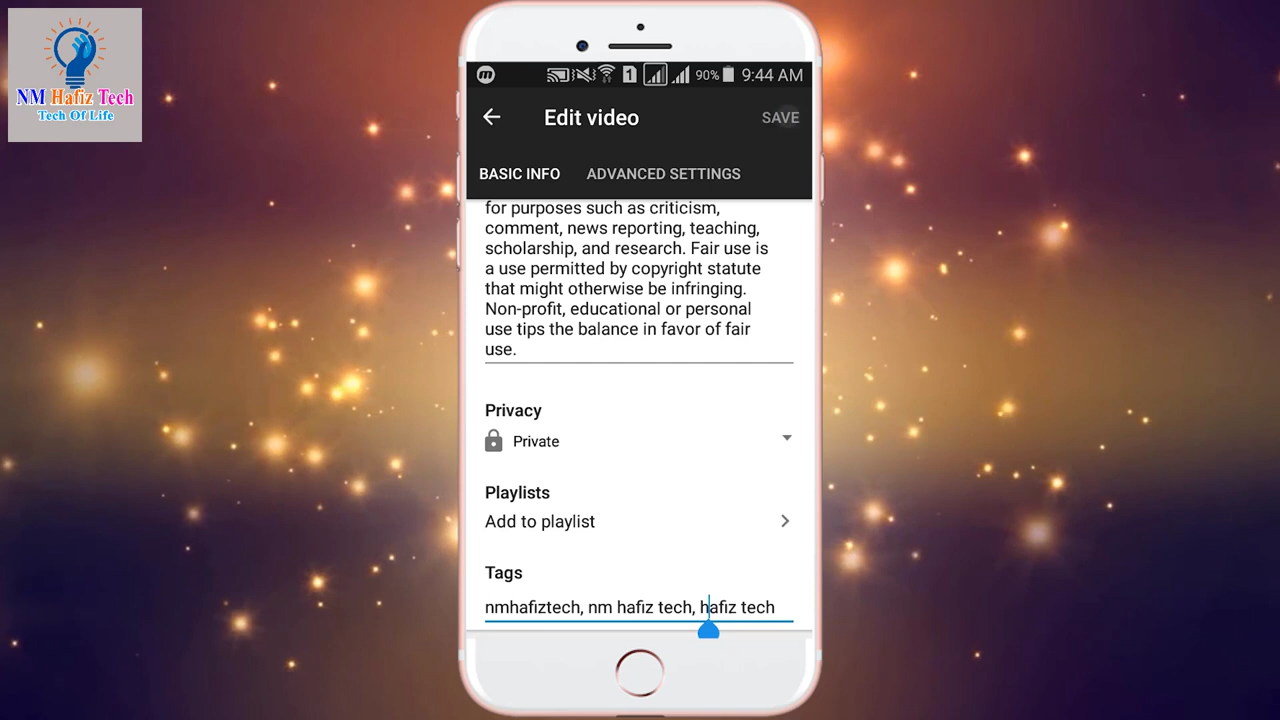 NM Hafiz Tech
Tech Of Life
1 90% 9:44 AM
Edit video
SAVE
BASIC INFO
ADVANCED SETTINGS
for purposes such as criticism,
comment, news reporting, teaching,
scholarship, and research. Fair use is
a use permitted by copyright statute
that might otherwise be infringing.
Non-profit, educational or personal
use tips the balance in favor of fair
use.
Privacy
Private
Playlists
Add to playlist
Tags
nmhafiztech, nm hafiz tech, hafiz tech